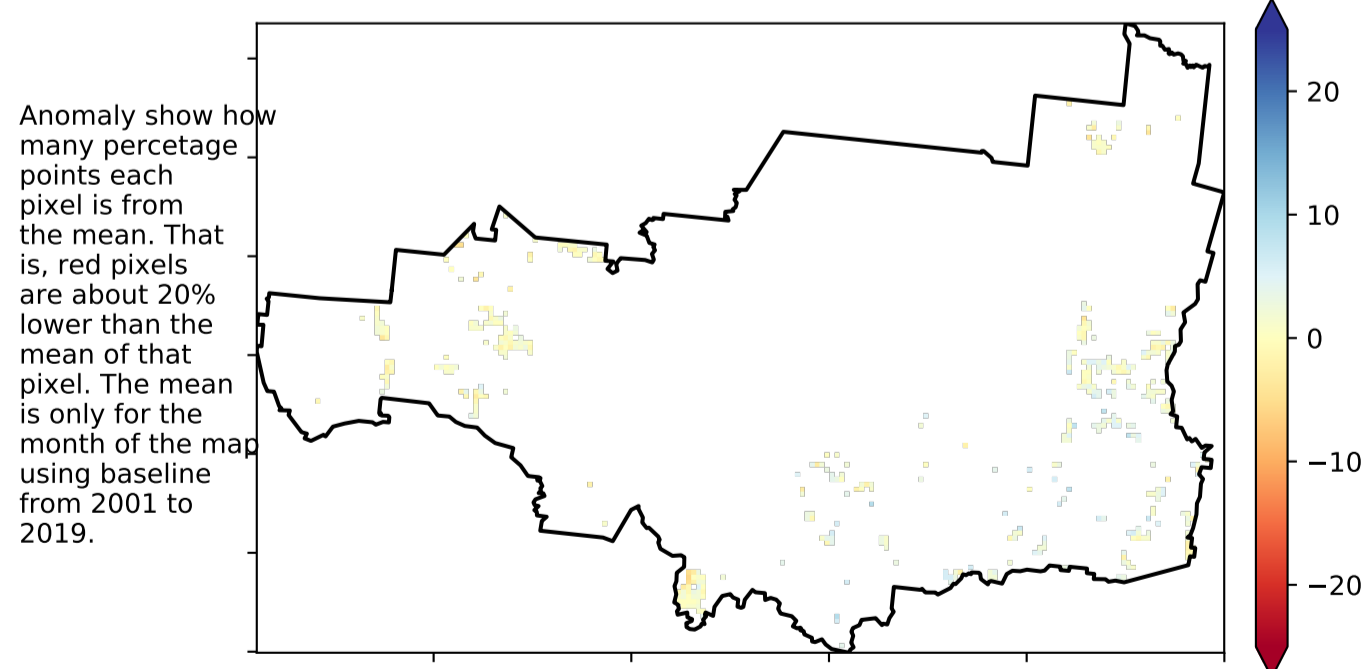 Anomaly show how
many percetage
points each
pixel is from
the mean. That
is, red pixels
are about 20%
lower than the
mean of that
pixel. The mean
is only for the
month of the map
using baseline
from 2001 to
2019.
20
10
0
−10
−20